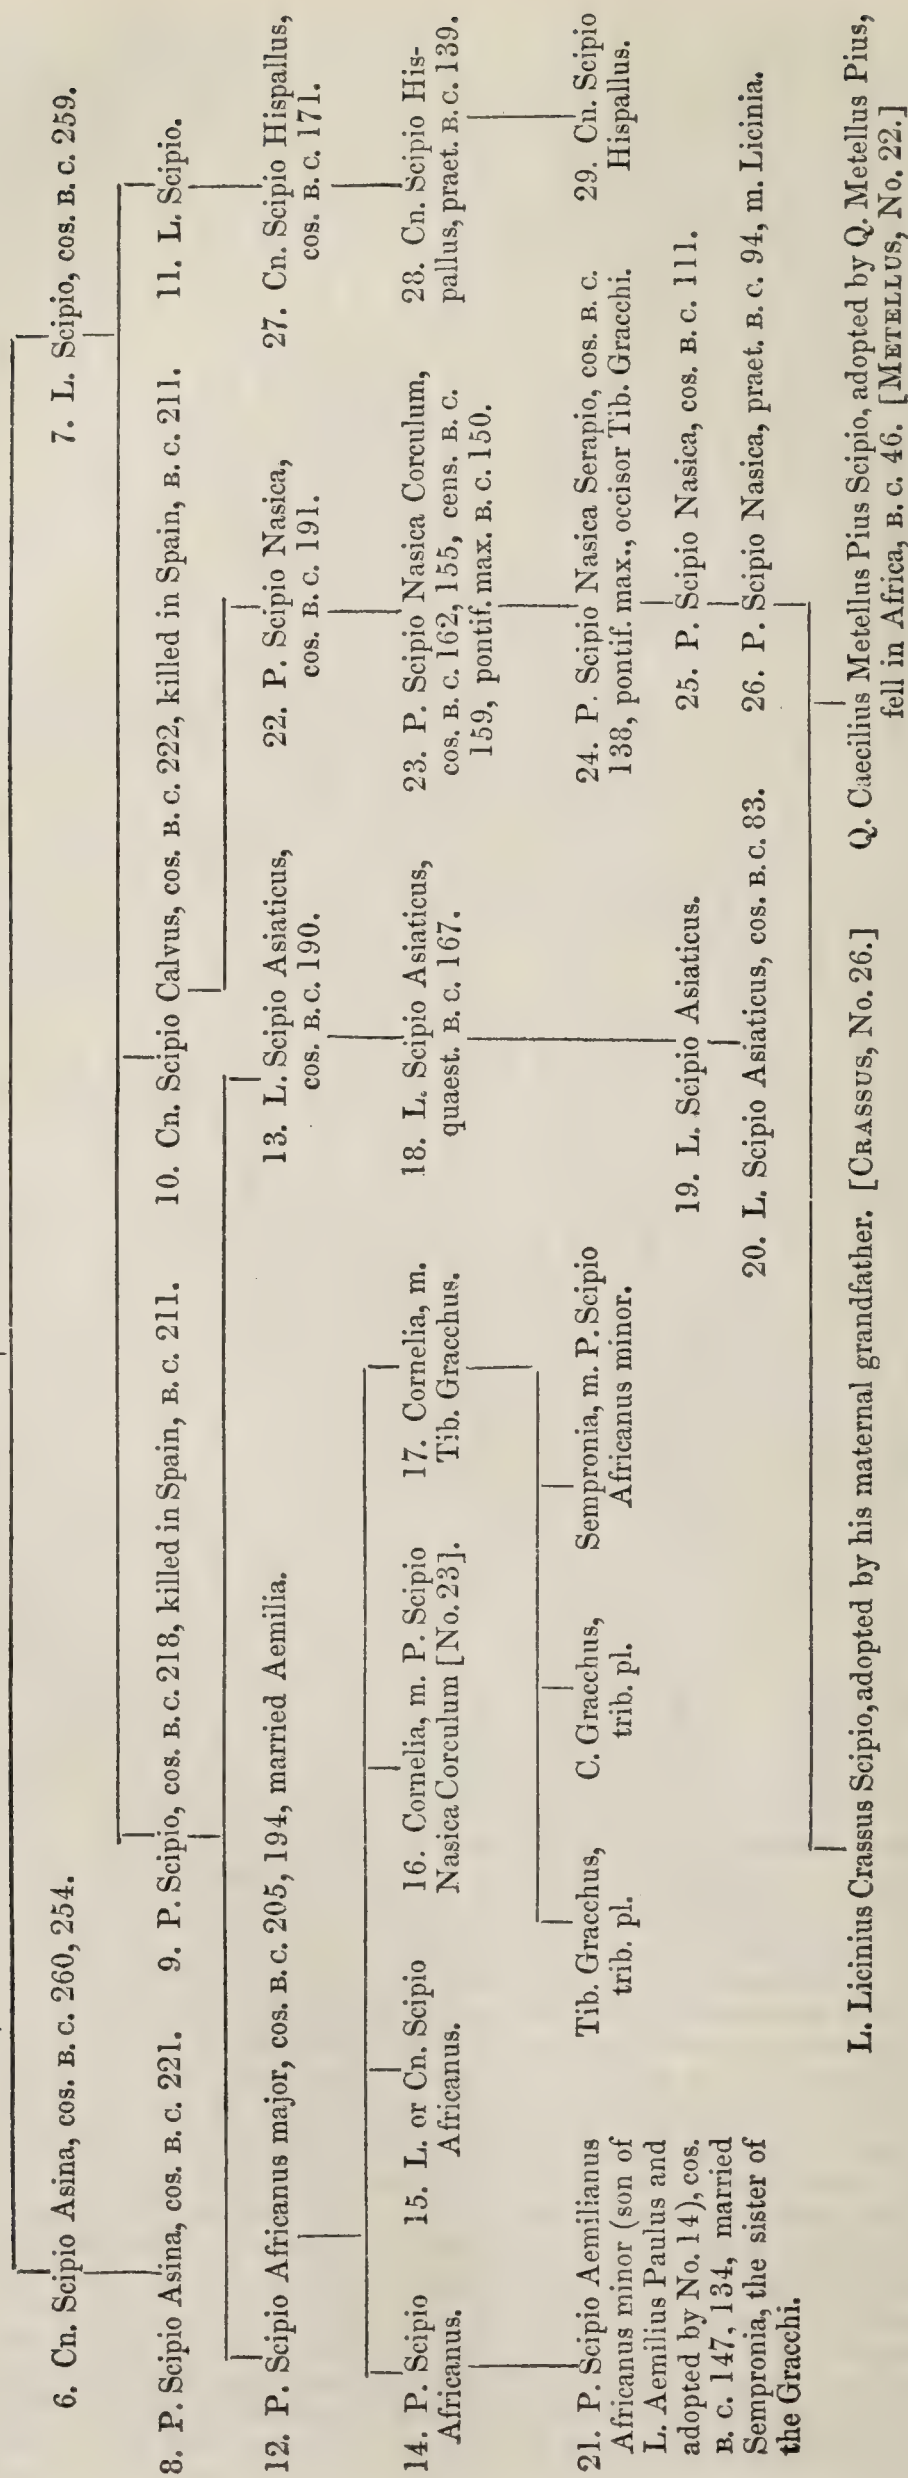 6. Cn. Scipio Asina, cos. B. C. 260, 254.
7. L. Scipio, cos. B. C. 259.
8. P. Scipio Asina, cos. B. C. 221.
9. P. Scipio, cos. B. C. 218, killed in Spain, B. C. 211.
10. Cn. Scipio Calvus, cos. B. C. 222, killed in Spain, B. C. 211.
11. L. Scipio.
12. P. Scipio Africanus major, cos. B. C. 205, 194, married Aemilia.
13. L. Scipio Asiaticus,
cos. B. C. 190.
22. P. Scipio Nasica,
cos. B. C. 191.
27. Cn. Scipio Hispallus,
cos. B. C. 171.
14. P. Scipio
Africanus.
15. L. or Cn. Scipio
Africanus.
16. Cornelia, m. P. Scipio
Nasica Corculum [No. 23].
17. Cornelia, m.
Tib. Gracchus.
18. L. Scipio Asiaticus,
quaest. B. C. 167.
23. P. Scipio Nasica Corculum,
cos. B. C. 162, 155, cens. B. C.
159, pontif. max. B. C. 150.
28. Cn. Scipio His-
pallus, praet. B. C. 139.
21. P. Scipio Aemilianus
Africanus minor (son of
L. Aemilius Paulus and
adopted by No. 14), cos.
B. C. 147, 134, married
Sempronia, the sister of
the Gracchi.
Tib. Gracchus,
trib. pl.
C. Gracchus,
trib. pl.
Sempronia, m. P. Scipio
Africanus minor.
24. P. Scipio Nasica Serapio, cos. B. C.
138, pontif. max., occisor Tib. Gracchi.
29. Cn. Scipio
Hispallus.
19. L. Scipio Asiaticus.
25. P. Scipio Nasica, cos. B. C. 111.
20. L. Scipio Asiaticus, cos. B. C. 83.
26. P. Scipio Nasica, praet. B. C. 94, m. Licinia.
L. Licinius Crassus Scipio, adopted by his maternal grandfather. [CRASSUS, No. 26.]
Q. Caecilius Metellus Pius Scipio, adopted by Q. Metellus Pius,
fell in Africa, B. C. 46. [METELLUS, No. 22.]